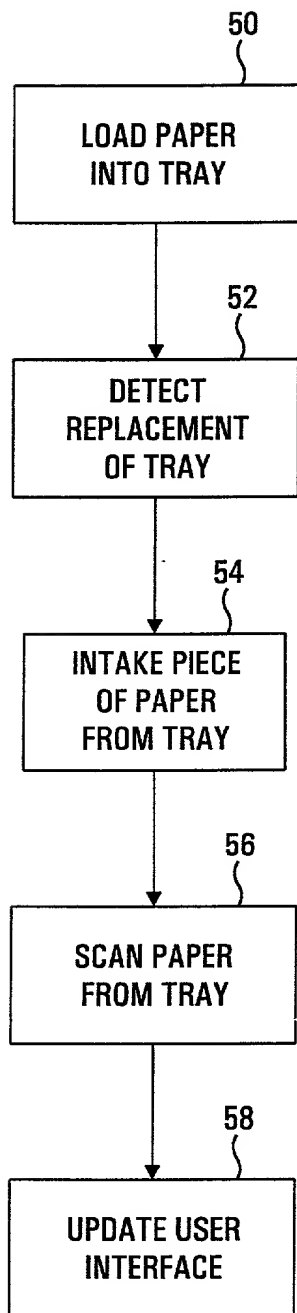 50
LOAD PAPER
INTO TRAY
52
DETECT
REPLACEMENT
OF TRAY
54
INTAKE PIECE
OF PAPER
FROM TRAY
56
SCAN PAPER
FROM TRAY
58
UPDATE USER
INTERFACE